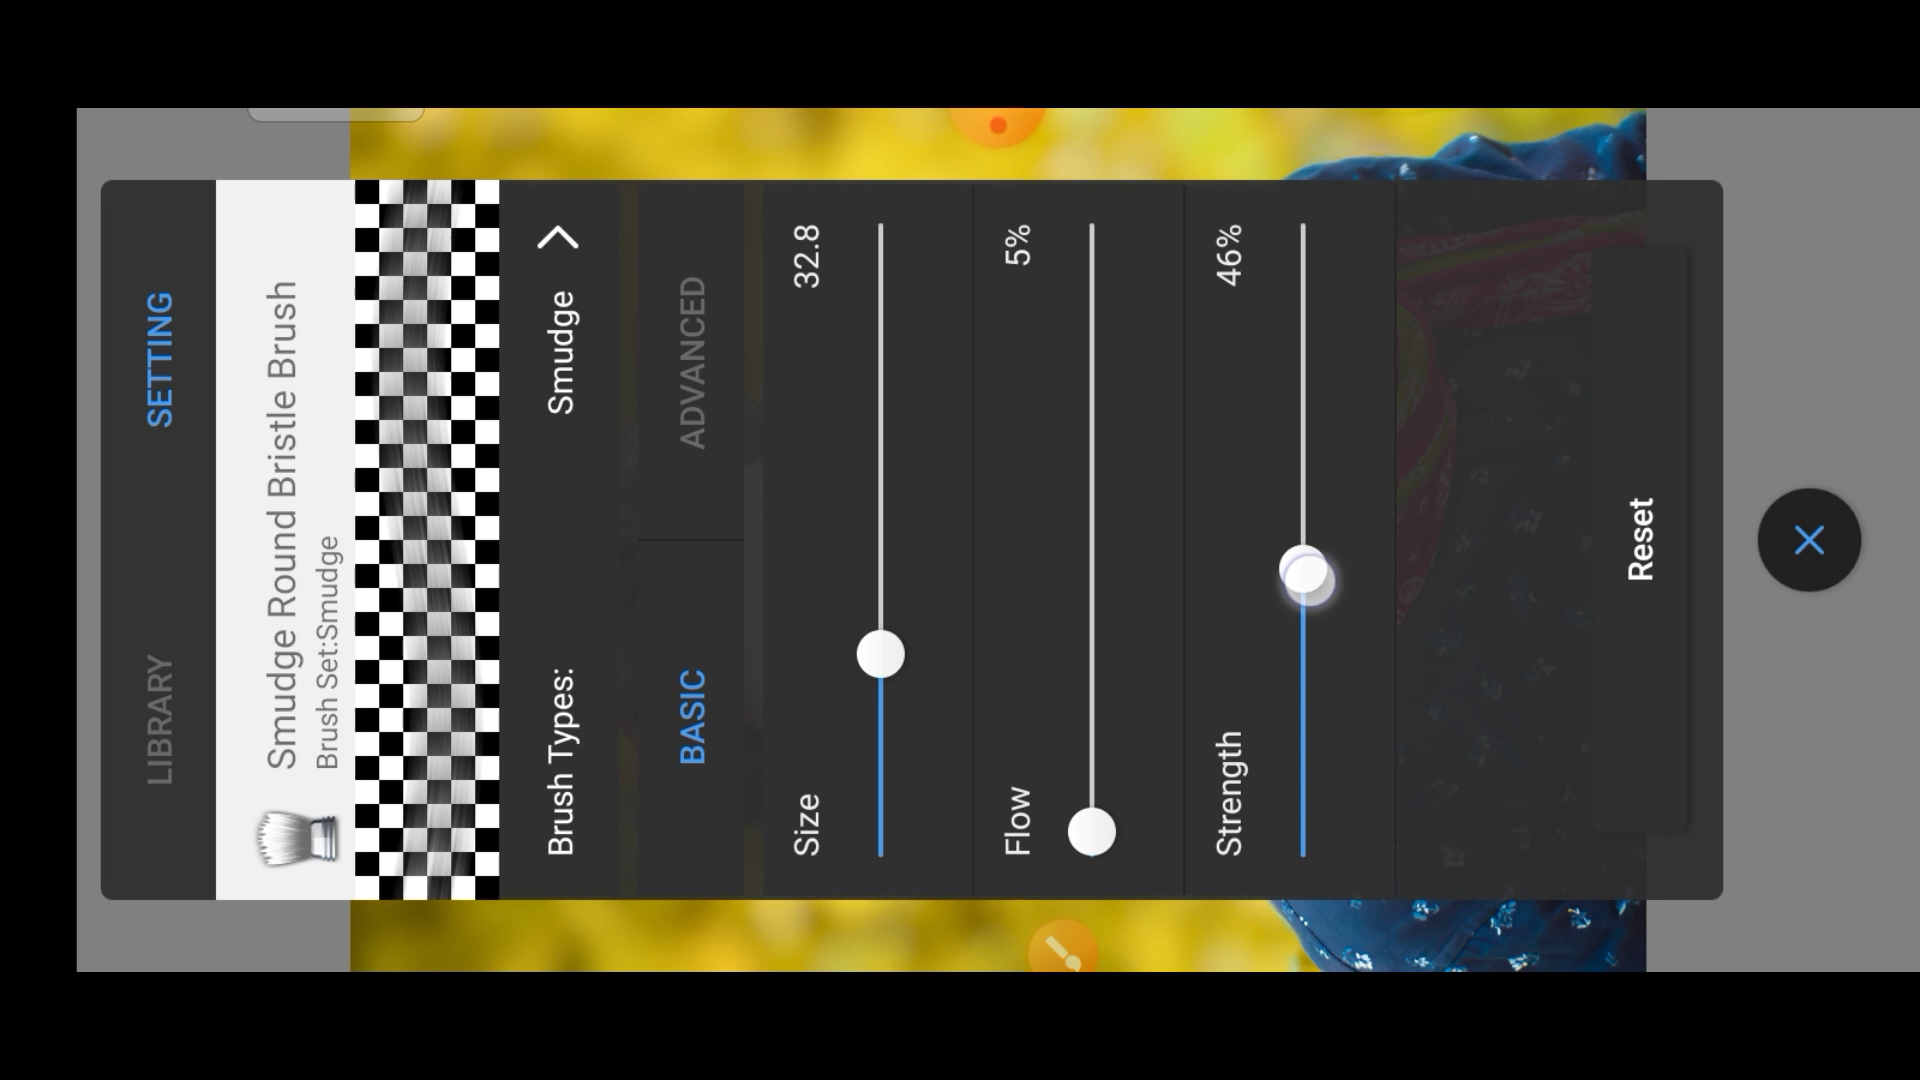 LIBRARY SETTING
Smudge Round Bristle Brush
Brush Set:Smudge
Brush Types: Smudge
BASIC ADVANCED
Size 32.8
Flow 5%
Strength 46%
Reset